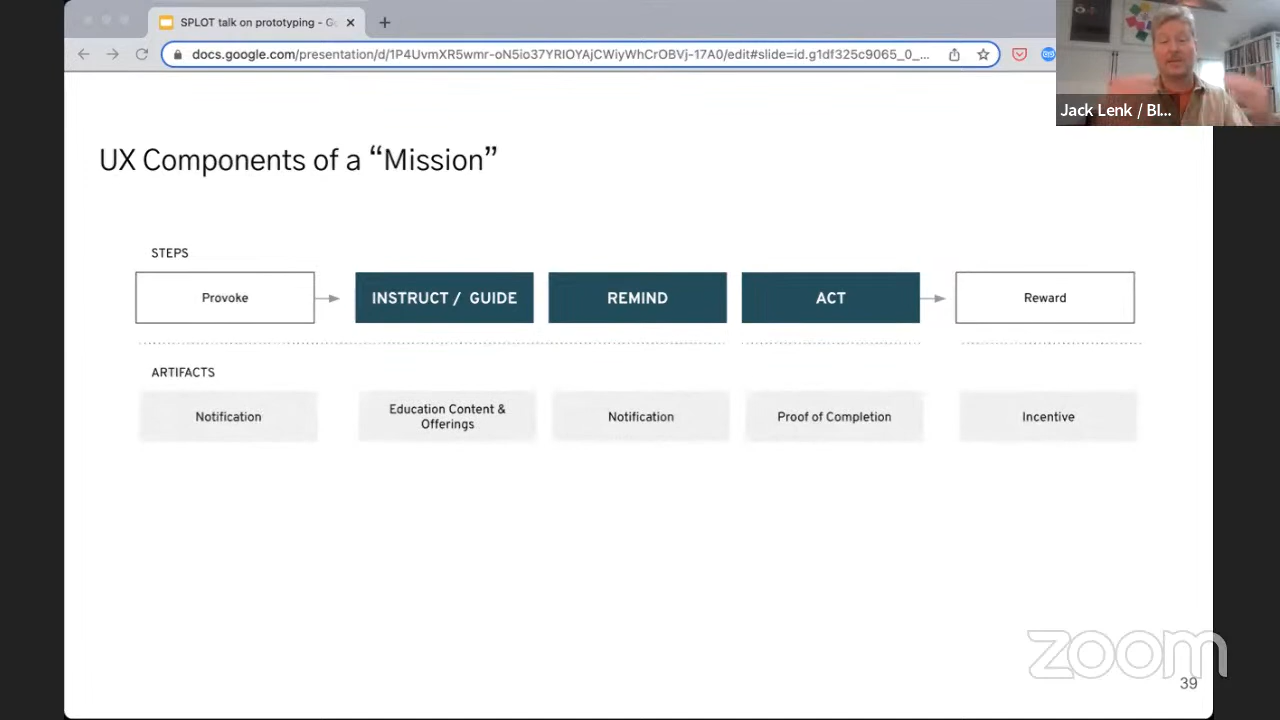 SPLOT talk on prototyping - G
docs.google.com/presentation/d/1P4UvmXR5wmr-oN5io37YRIOYAjCWiyWhCrOBVj-17A0/edit#slide=id.g1df325c9065_0_...
Jack Lenk / Bl...
UX Components of a “Mission”
STEPS
Provoke
INSTRUCT / GUIDE
REMIND
ACT
Reward
ARTIFACTS
Notification
Education Content &
Offerings
Notification
Proof of Completion
Incentive
zoom
39